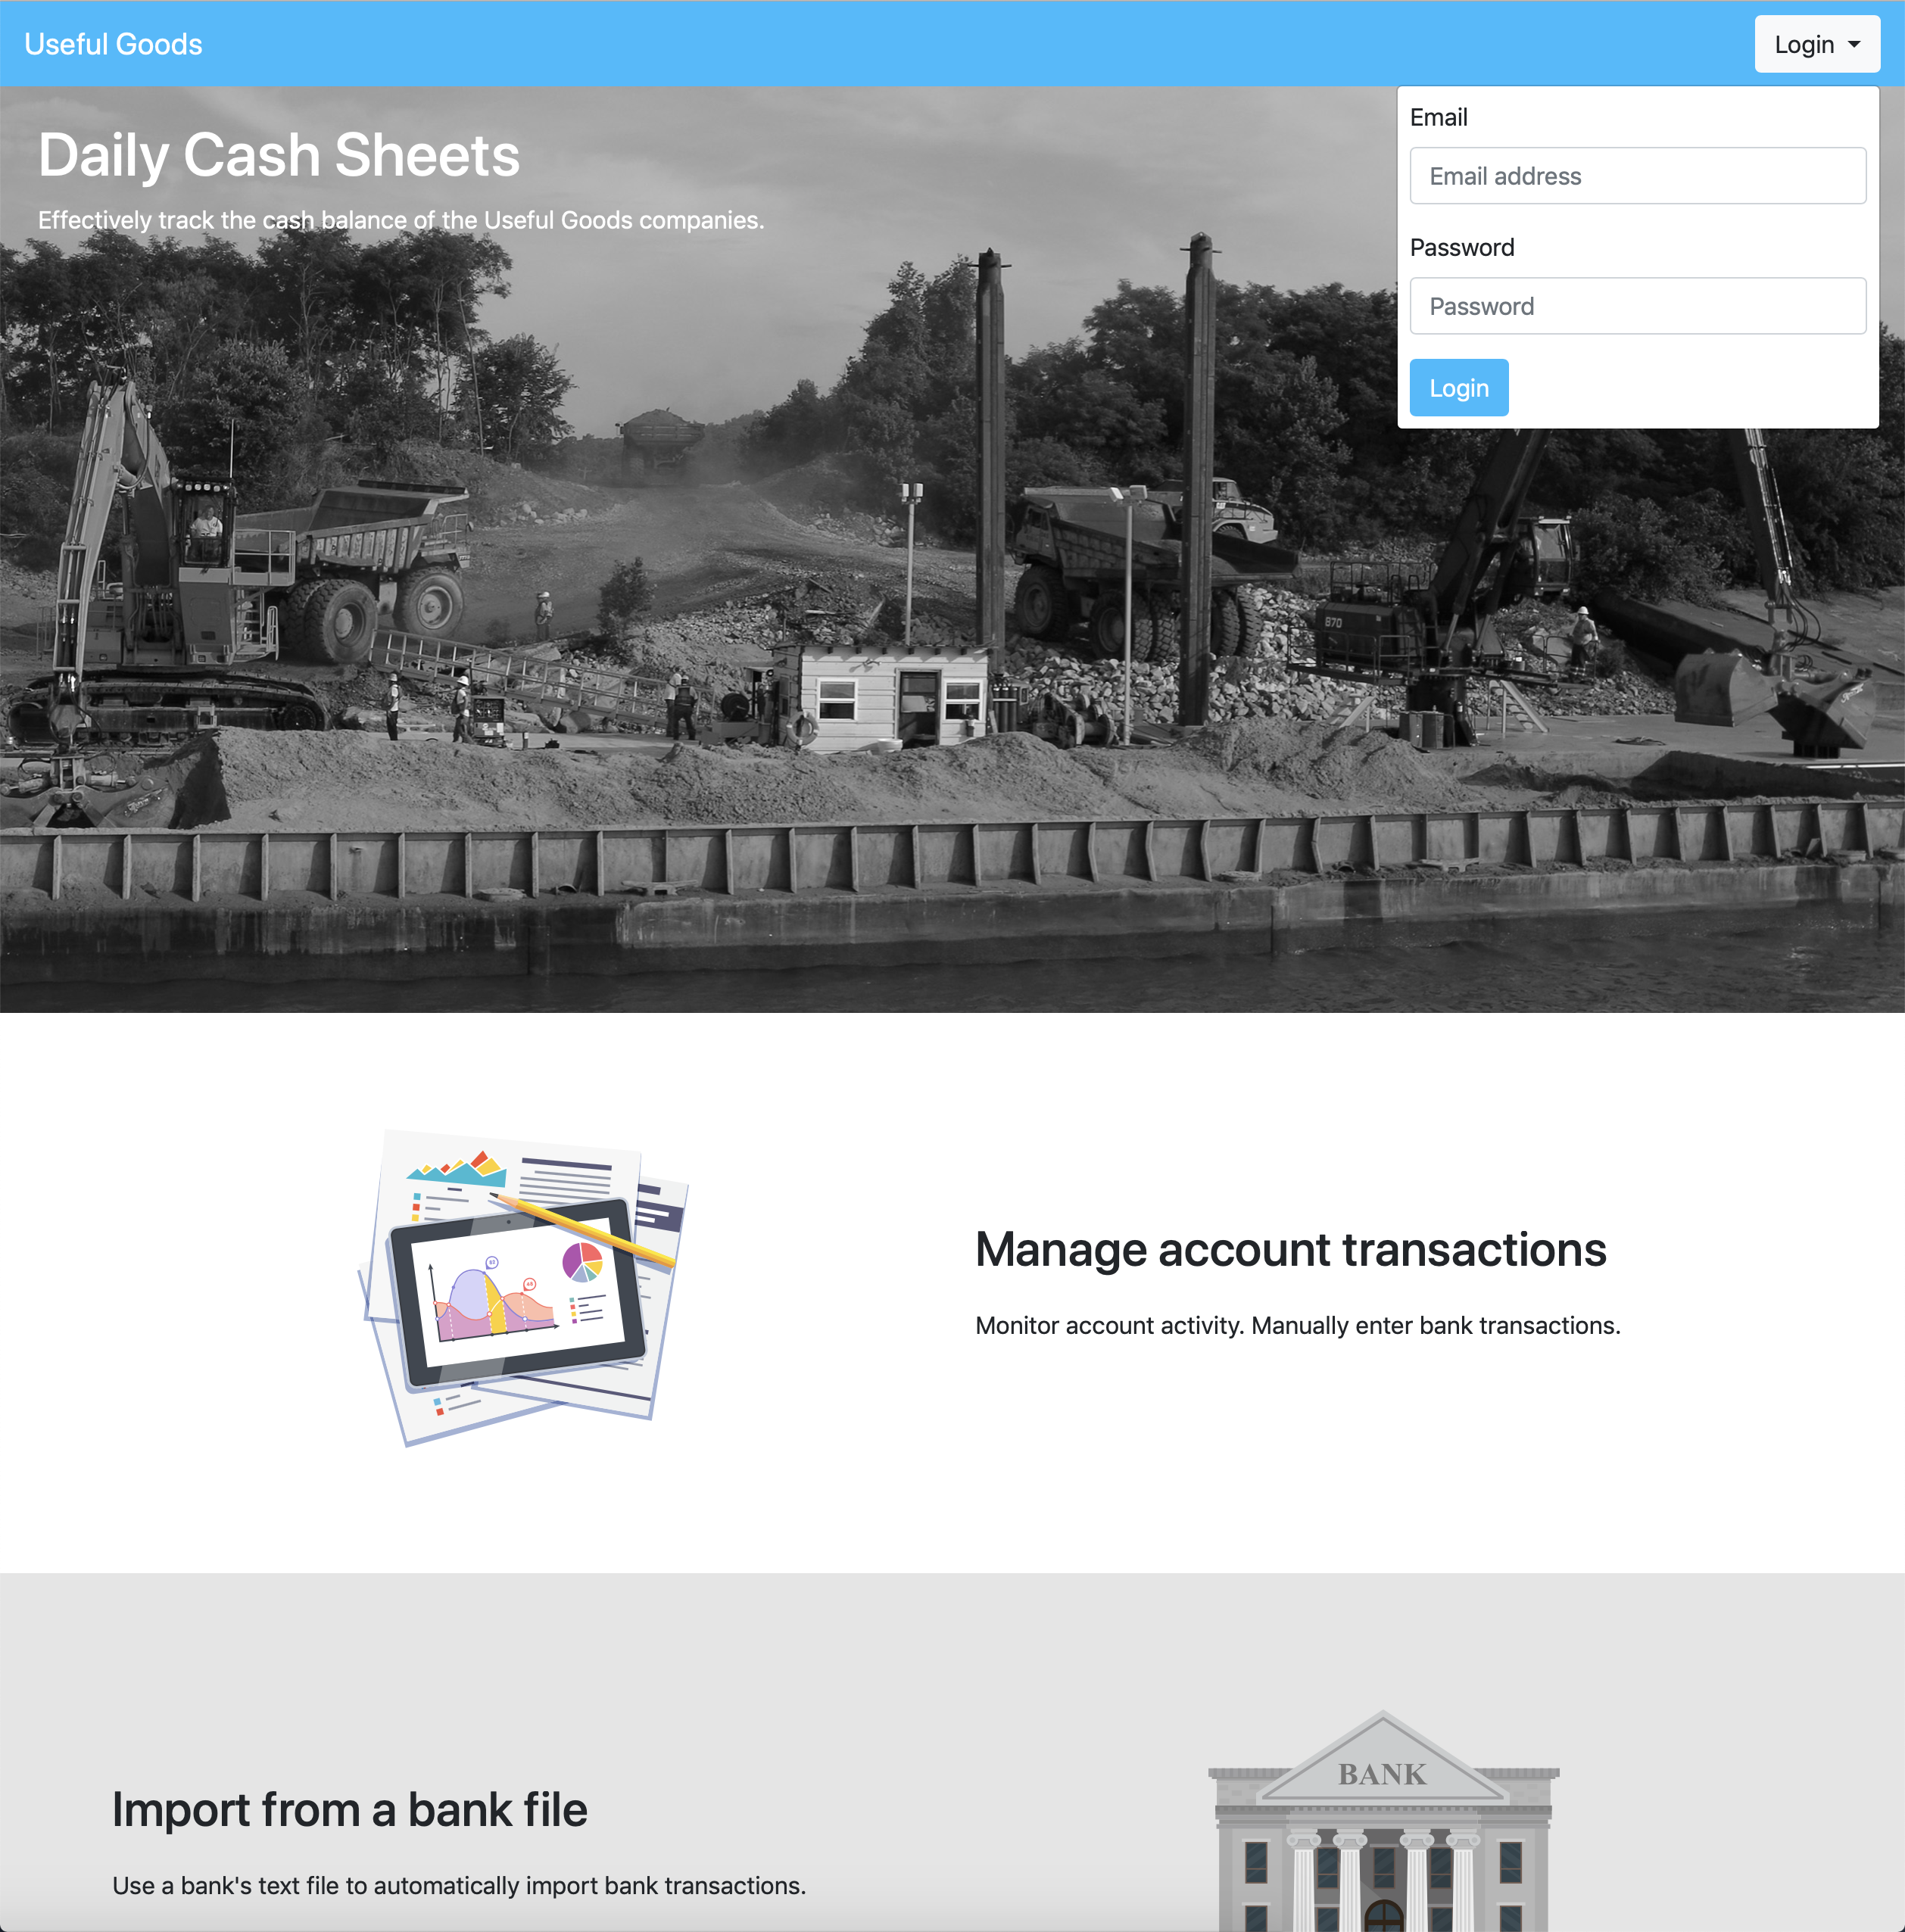 Useful Goods
Login
Daily Cash Sheets
Effectively track the cash balance of the Useful Goods companies.
Email
Email address
Password
Password
Login
870
Manage account transactions
Monitor account activity. Manually enter bank transactions.
BANK
Import from a bank file
Use a bank's text file to automatically import bank transactions.